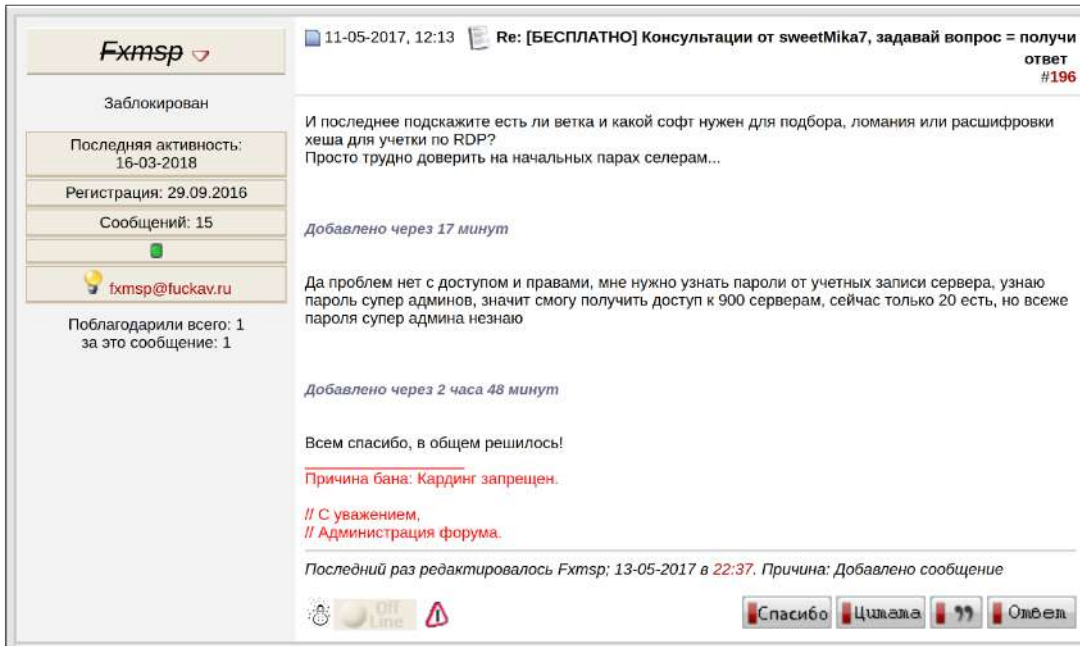 Fxmsp
Заблокирован
Последняя активность:
16-03-2018
Регистрация: 29.09.2016
Сообщений: 15
fxmsp@fuckav.ru
Поблагодарили всего: 1
за это сообщение: 1
11-05-2017, 12:13 Re: [БЕСПЛАТНО] Консультации от sweetMika7, задавай вопрос = получи
ответ
#196
И последнее подскажите есть ли ветка и какой софт нужен для подбора, ломания или расшифровки
хеша для учетки по RDP?
Просто трудно доверить на начальных парах селерам...
Добавлено через 17 минут
Да проблем нет с доступом и правами, мне нужно узнать пароли от учетных записи сервера, узнаю
пароль супер админов, значит смогу получить доступ к 900 серверам, сейчас только 20 есть, но всеже
пароля супер админа незнаю
Добавлено через 2 часа 48 минут
Всем спасибо, в общем решилось!
Причина бана: Кардинг запрещен.
// С уважением,
// Администрация форума.
Последний раз редактировалось Fxmsp; 13-05-2017 в 22:37. Причина: Добавлено сообщение
Off
Line
Спасибо Цитата Ответ